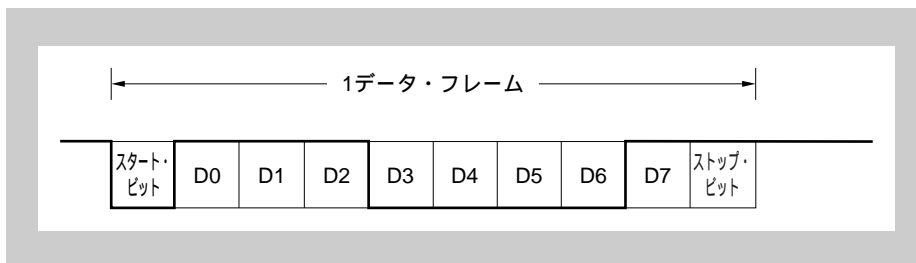 1データ・フレーム
スタート・
ビット
D0
D1
D2
D3
D4
D5
D6
D7
ストップ・
ビット